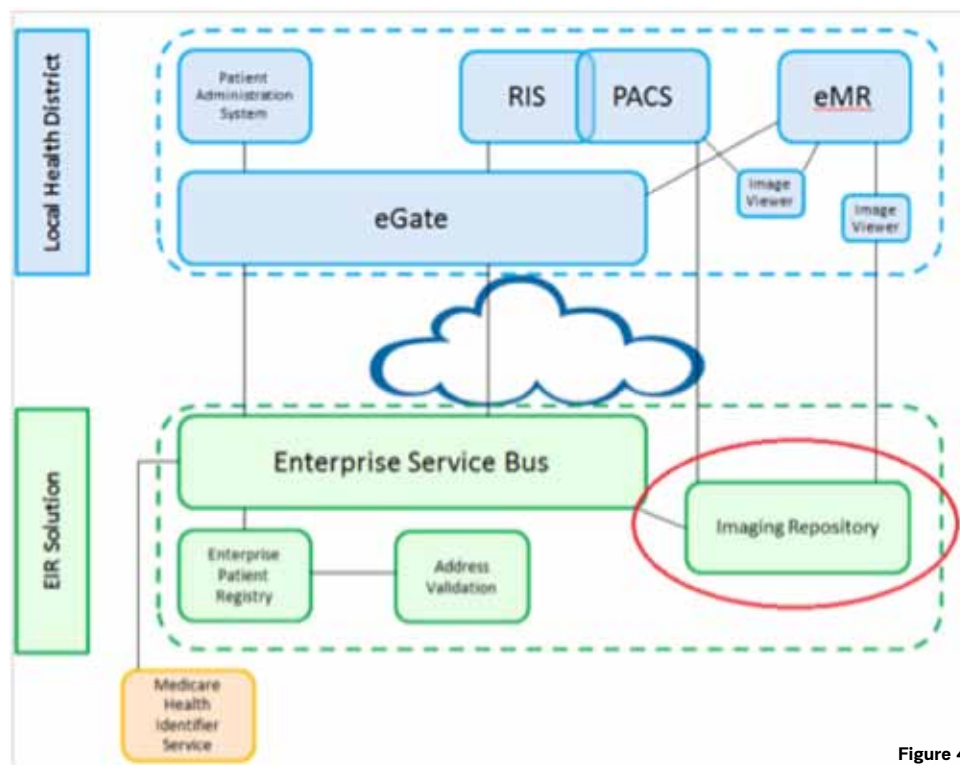 Local Health District
Patient
Administration
System
RIS
PACS
eMR
Image
Viewer
Image
Viewer
eGate
EIR Solution
Enterprise Service Bus
Imaging Repository
Enterprise
Patient
Registry
Address
Validation
Medicare
Health
Identifier
Service
Figure 4